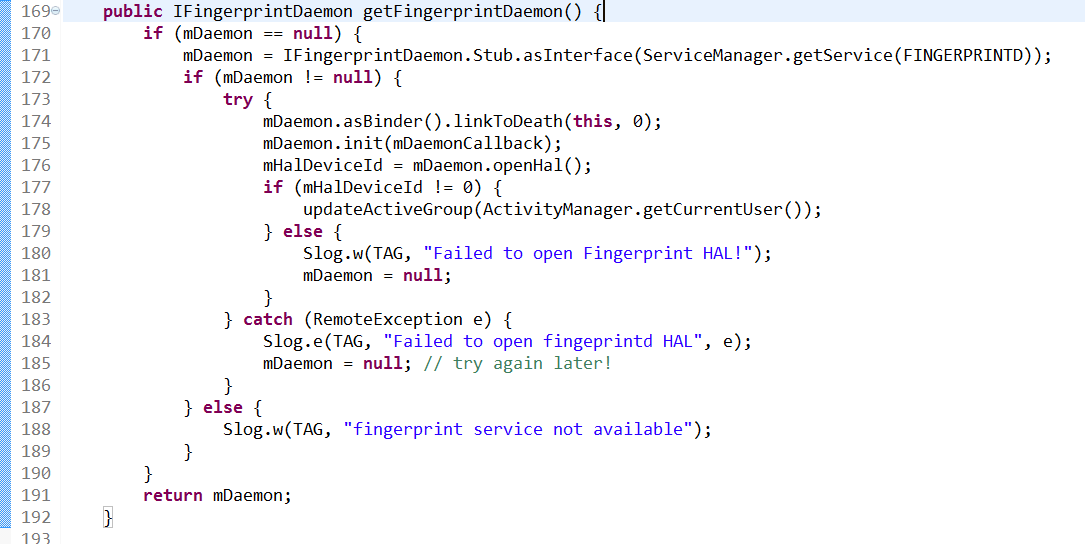 169 public IFingerprintDaemon getFingerprintDaemon() {
170 if (mDaemon == null) {
171 mDaemon = IFingerprintDaemon.Stub.asInterface(ServiceManager.getService(FINGERPRINTD));
172 if (mDaemon != null) {
173 try {
174 mDaemon.asBinder().linkToDeath(this, 0);
175 mDaemon.init(mDaemonCallback);
176 mHalDeviceId = mDaemon.openHal();
177 if (mHalDeviceId != 0) {
178 updateActiveGroup(ActivityManager.getCurrentUser());
179 } else {
180 Slog.w(TAG, "Failed to open Fingerprint HAL!");
181 mDaemon = null;
182 }
183 } catch (RemoteException e) {
184 Slog.e(TAG, "Failed to open fingeprintd HAL", e);
185 mDaemon = null; // try again later!
186 }
187 } else {
188 Slog.w(TAG, "fingerprint service not available");
189 }
190 }
191 return mDaemon;
192 }
193